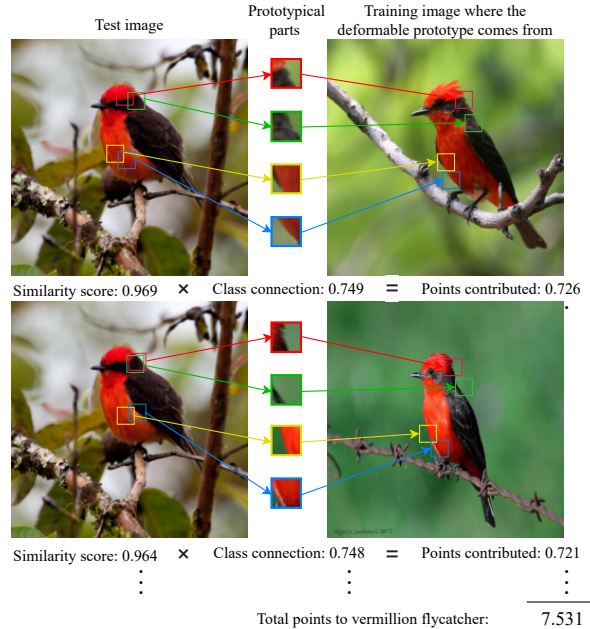 Test image
Prototypical
parts
Training image where the
deformable prototype comes from
Similarity score: 0.969 × Class connection: 0.749 = Points contributed: 0.726
Similarity score: 0.964 × Class connection: 0.748 = Points contributed: 0.721
Total points to vermillion flycatcher: 7.531